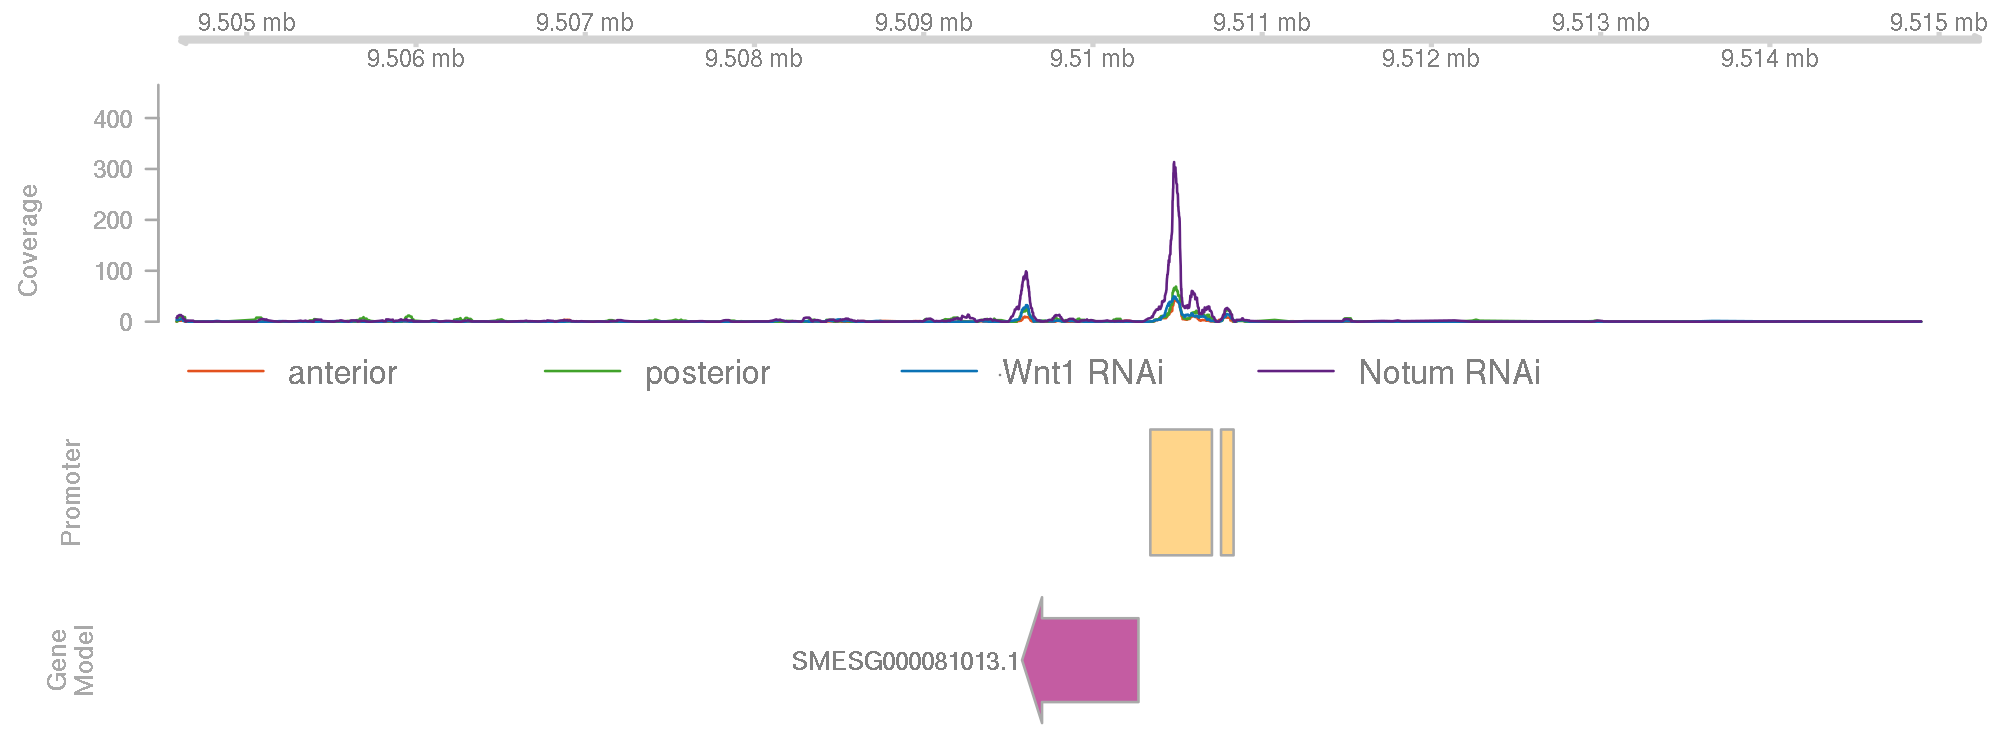 9.505 mb 9.507 mb 9.509 mb 9.511 mb 9.513 mb 9.515 mb
9.506 mb 9.508 mb 9.51 mb 9.512 mb 9.514 mb
Coverage
400
300
200
100
0
anterior posterior Wnt1 RNAi Notum RNAi
Promoter
Gene
Model
SMESG000081013.1